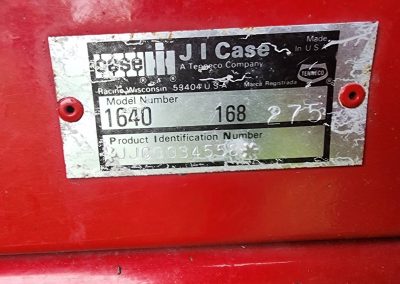 case IH J I Case Made
A Tenneco Company In U.S.A. TENNECO
Racine Wisconsin 53404 U.S.A. Marca Registrada
Model Number
1640 168 275
Product Identification Number